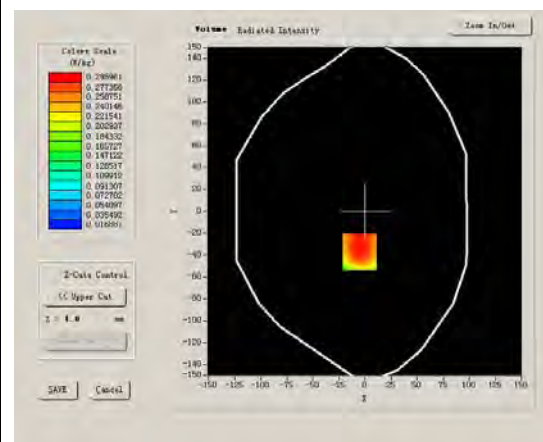 Volume Radiated Intensity
Zoom In/Out
Colors Scale
(W/kg)
0.295961
0.277356
0.258751
0.240146
0.221541
0.202937
0.184332
0.165727
0.147122
0.128517
0.109912
0.091307
0.072702
0.054097
0.035492
0.016881
Z-Cuts Control
<< Upper Cut
Z = 4.0 mm
SAVE Cancel
150
120
100
80
60
40
20
0
-20
-40
-60
-80
-100
-120
-140
-150
Y
-150 -125 -100 -75 -50 -25 0 25 50 75 100 125 150
X